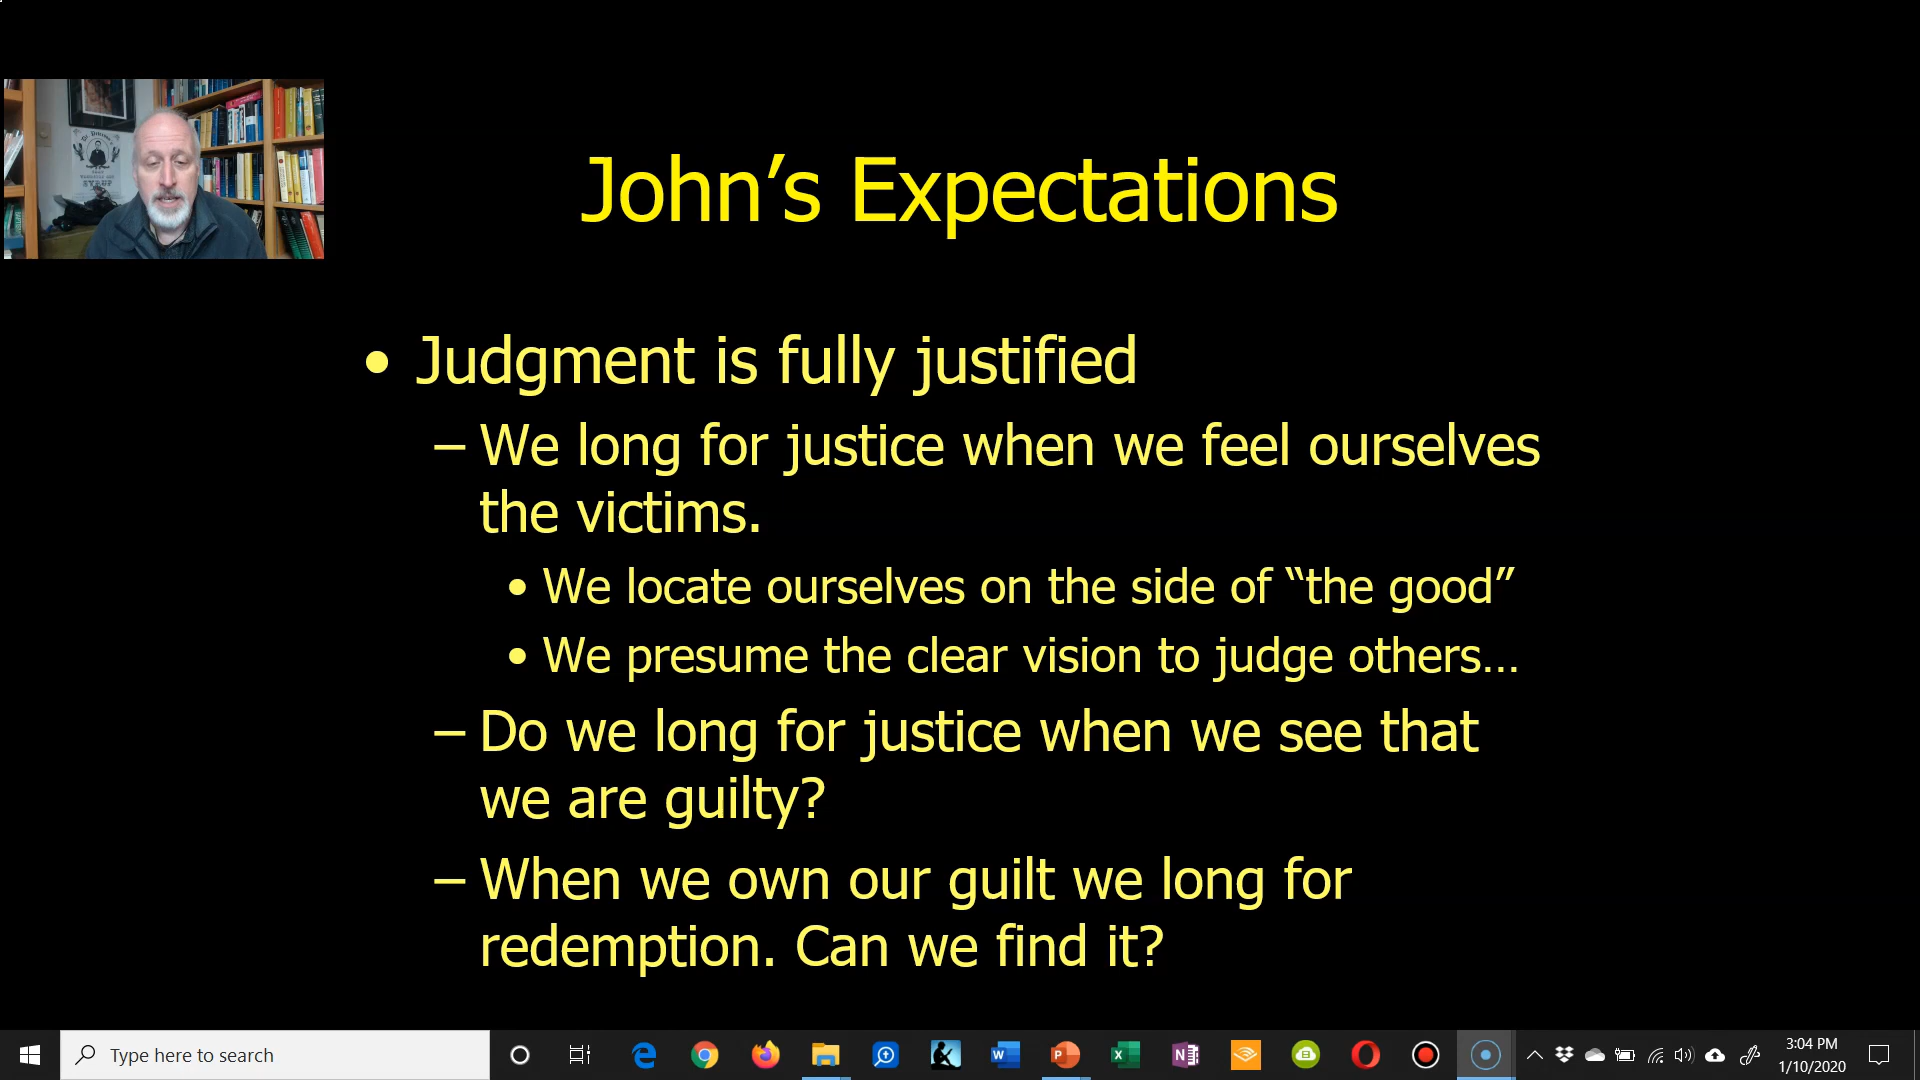 John’s Expectations
• Judgment is fully justified
– We long for justice when we feel ourselves
the victims.
• We locate ourselves on the side of “the good”
• We presume the clear vision to judge others…
– Do we long for justice when we see that
we are guilty?
– When we own our guilt we long for
redemption. Can we find it?
Type here to search
3:04 PM
1/10/2020